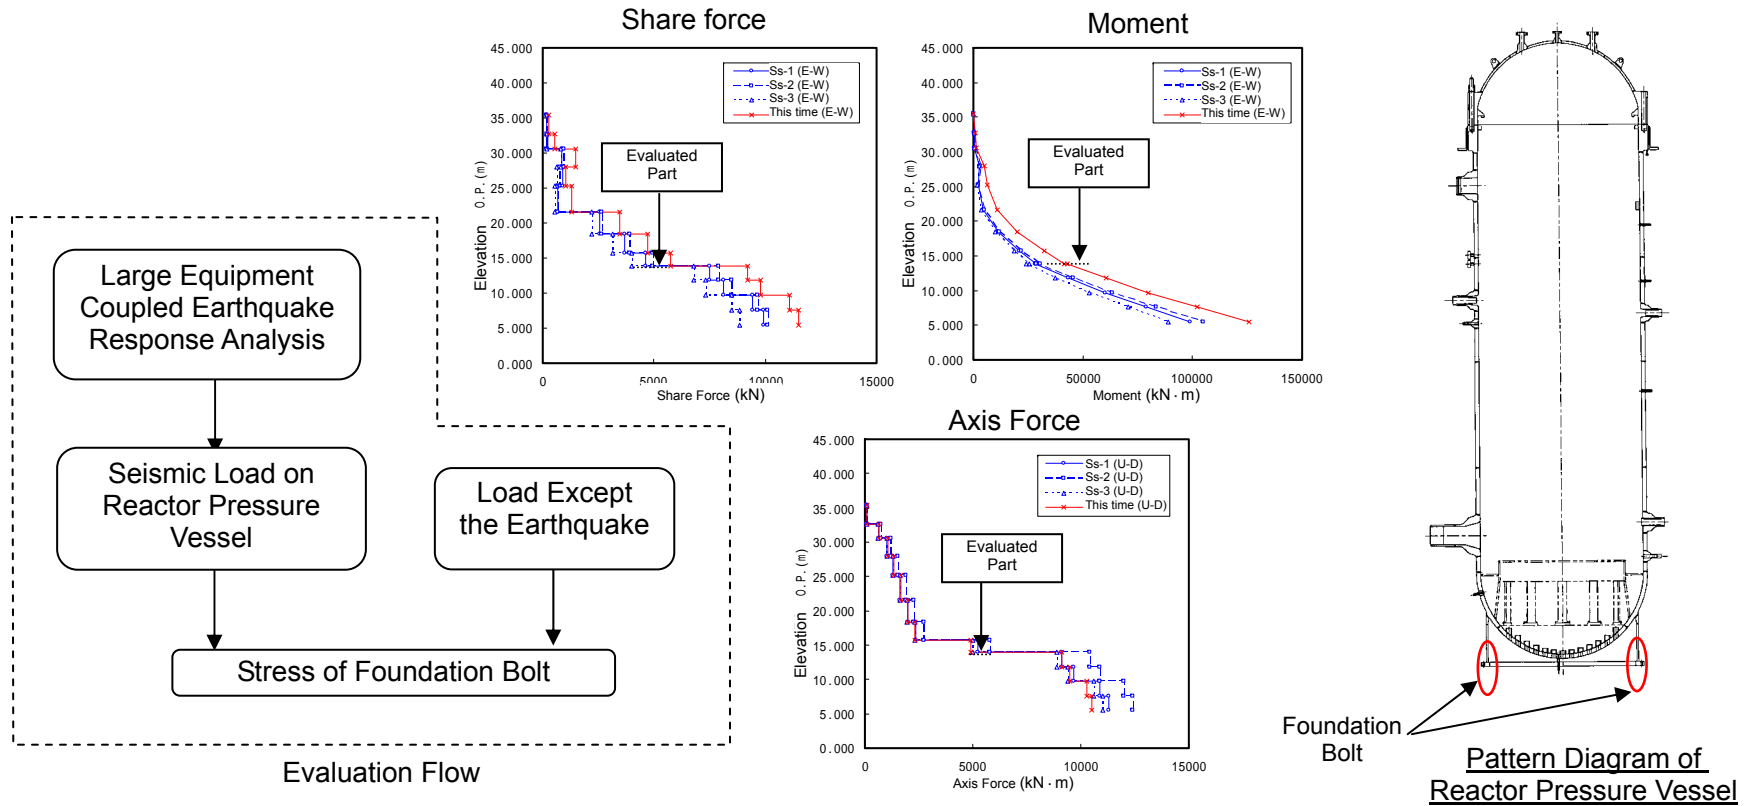 Share force
45.000
40.000
35.000
30.000
25.000
20.000
15.000
10.000
5.000
0.000
Elevation O.P.(m)
Ss-1 (E-W)
Ss-2 (E-W)
Ss-3 (E-W)
This time (E-W)
Evaluated
Part
0
5000
10000
15000
Share Force (kN)
Moment
45.000
40.000
35.000
30.000
25.000
20.000
15.000
10.000
5.000
0.000
Elevation O.P.(m)
Ss-1 (E-W)
Ss-2 (E-W)
Ss-3 (E-W)
This time (E-W)
Evaluated
Part
0
50000
100000
150000
Moment (kN·m)
Large Equipment
Coupled Earthquake
Response Analysis
Seismic Load on
Reactor Pressure
Vessel
Load Except
the Earthquake
Stress of Foundation Bolt
Evaluation Flow
Axis Force
45.000
40.000
35.000
30.000
25.000
20.000
15.000
10.000
5.000
0.000
Elevation O.P.(m)
Ss-1 (U-D)
Ss-2 (U-D)
Ss-3 (U-D)
This time (U-D)
Evaluated
Part
0
5000
10000
15000
Axis Force (kN·m)
Foundation
Bolt
Pattern Diagram of
Reactor Pressure Vessel